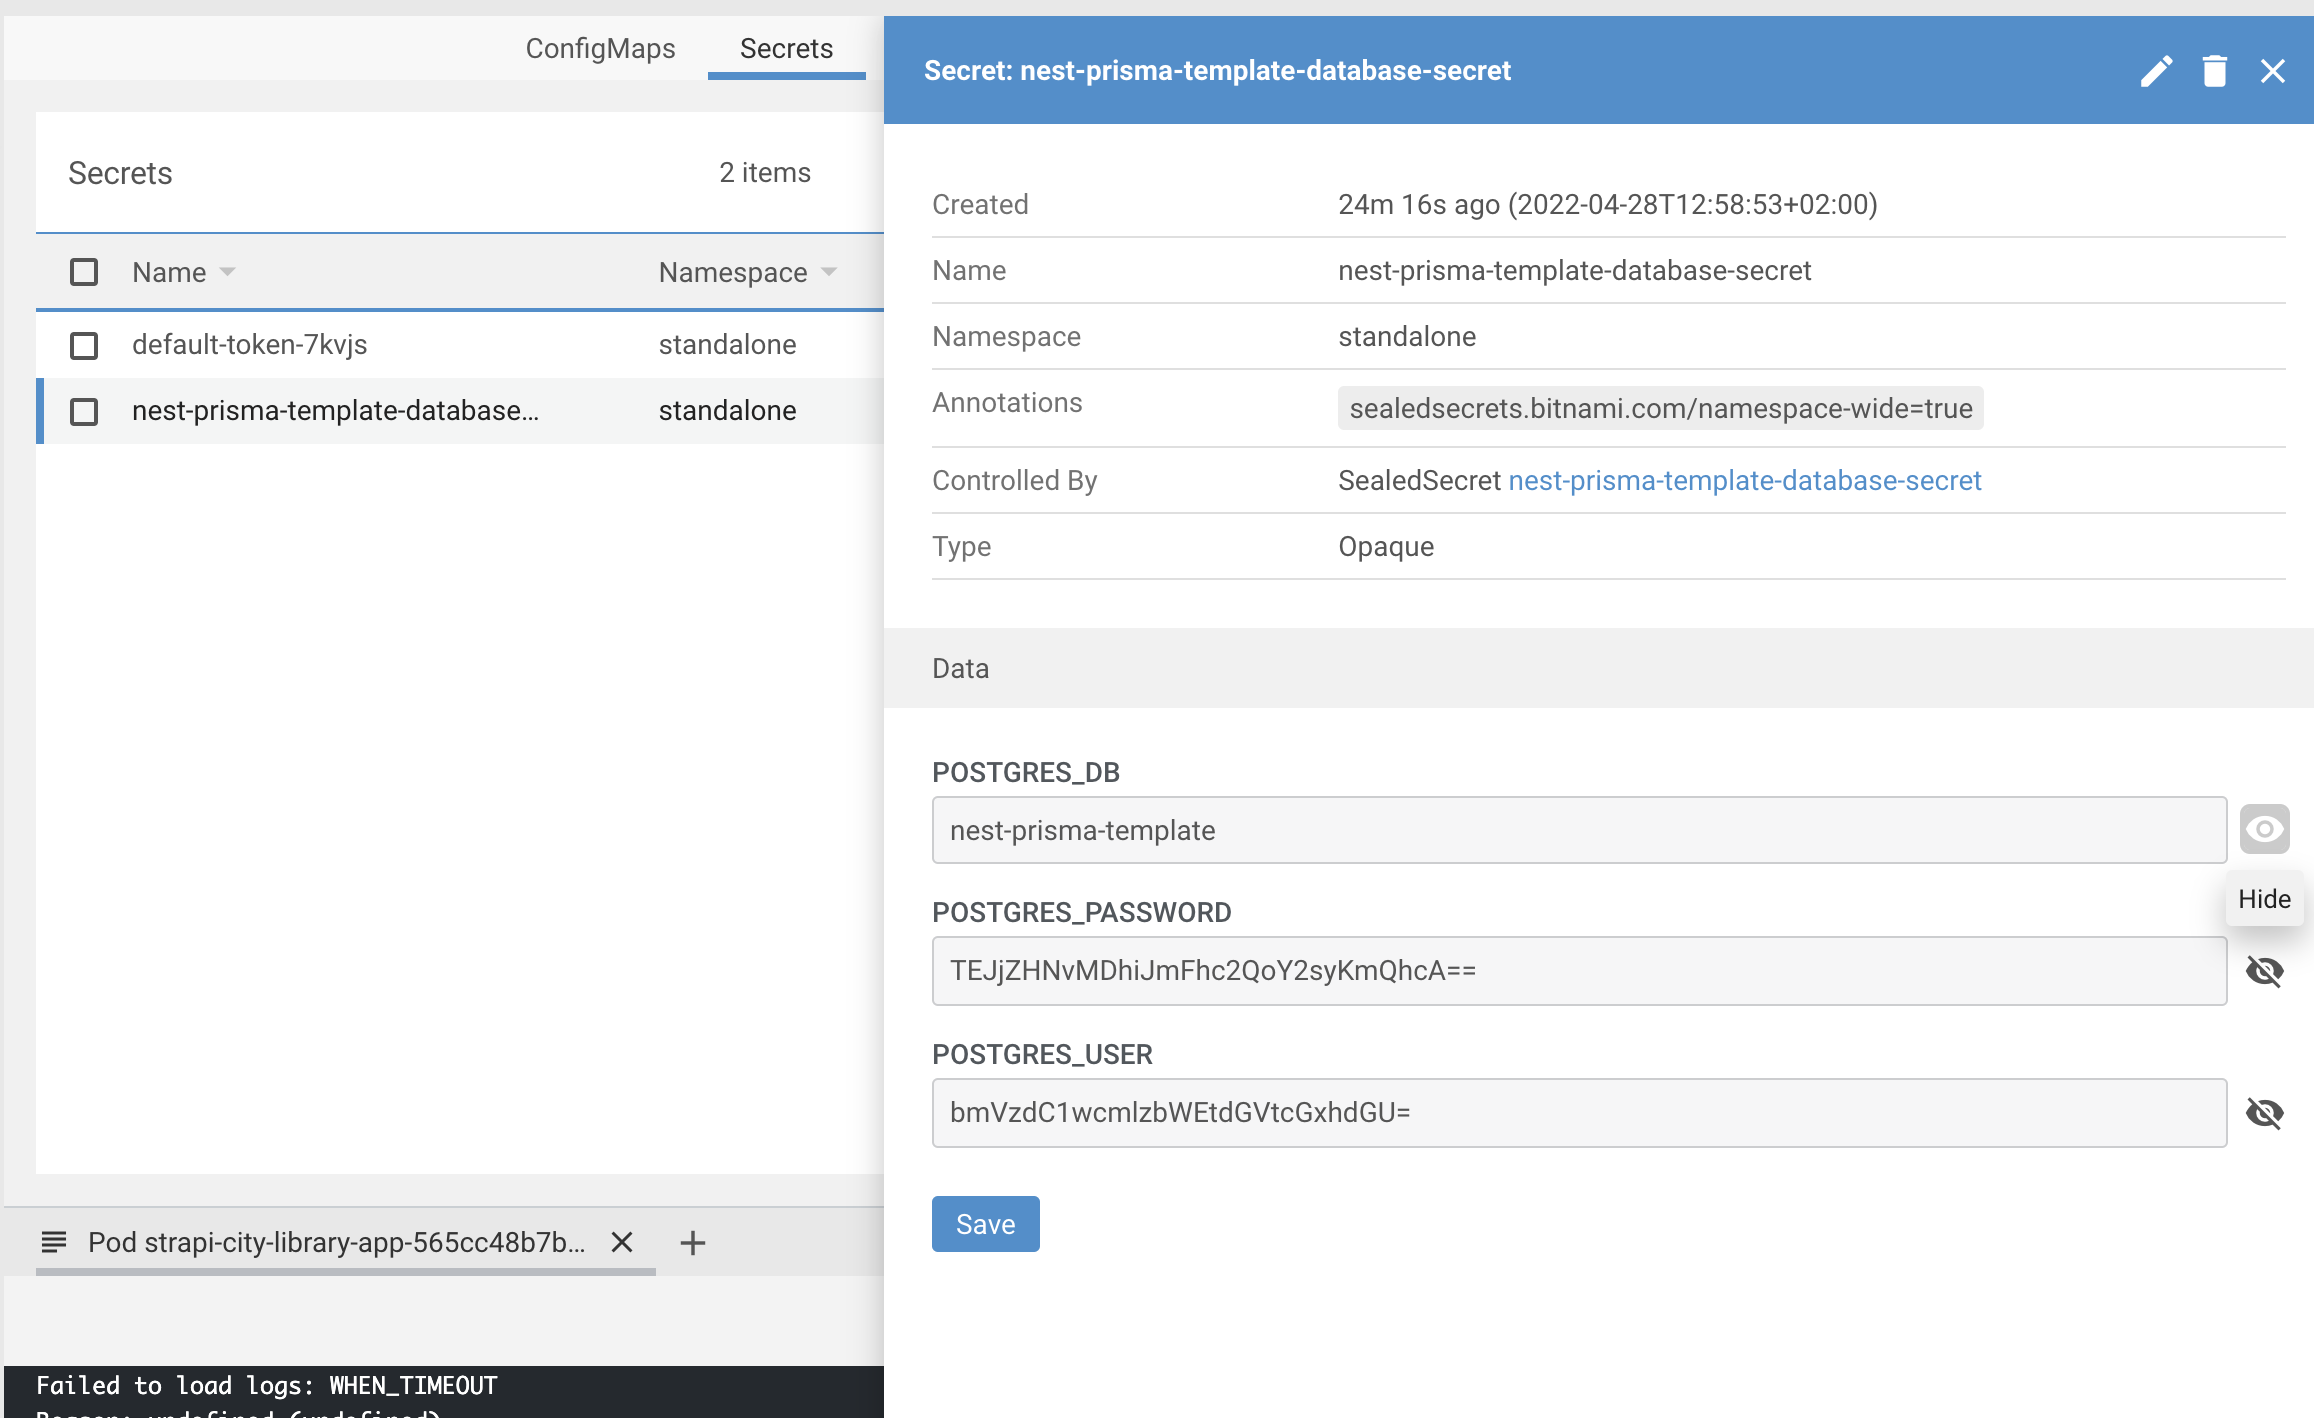 ConfigMaps
Secrets
Secrets
2 items
Name
Namespace
default-token-7kvjs
standalone
nest-prisma-template-database...
standalone
Pod strapi-city-library-app-565cc48b7b...
Failed to load logs: WHEN_TIMEOUT
Reason: undefined (undefined)
Secret: nest-prisma-template-database-secret
Created
24m 16s ago (2022-04-28T12:58:53+02:00)
Name
nest-prisma-template-database-secret
Namespace
standalone
Annotations
sealedsecrets.bitnami.com/namespace-wide=true
Controlled By
SealedSecret nest-prisma-template-database-secret
Type
Opaque
Data
POSTGRES_DB
nest-prisma-template
Hide
POSTGRES_PASSWORD
TEJjZHNvMDhiJmFhc2QoY2syKmQhcA==
POSTGRES_USER
bmVzdC1wcmlzbWEtdGVtcGxhdGU=
Save